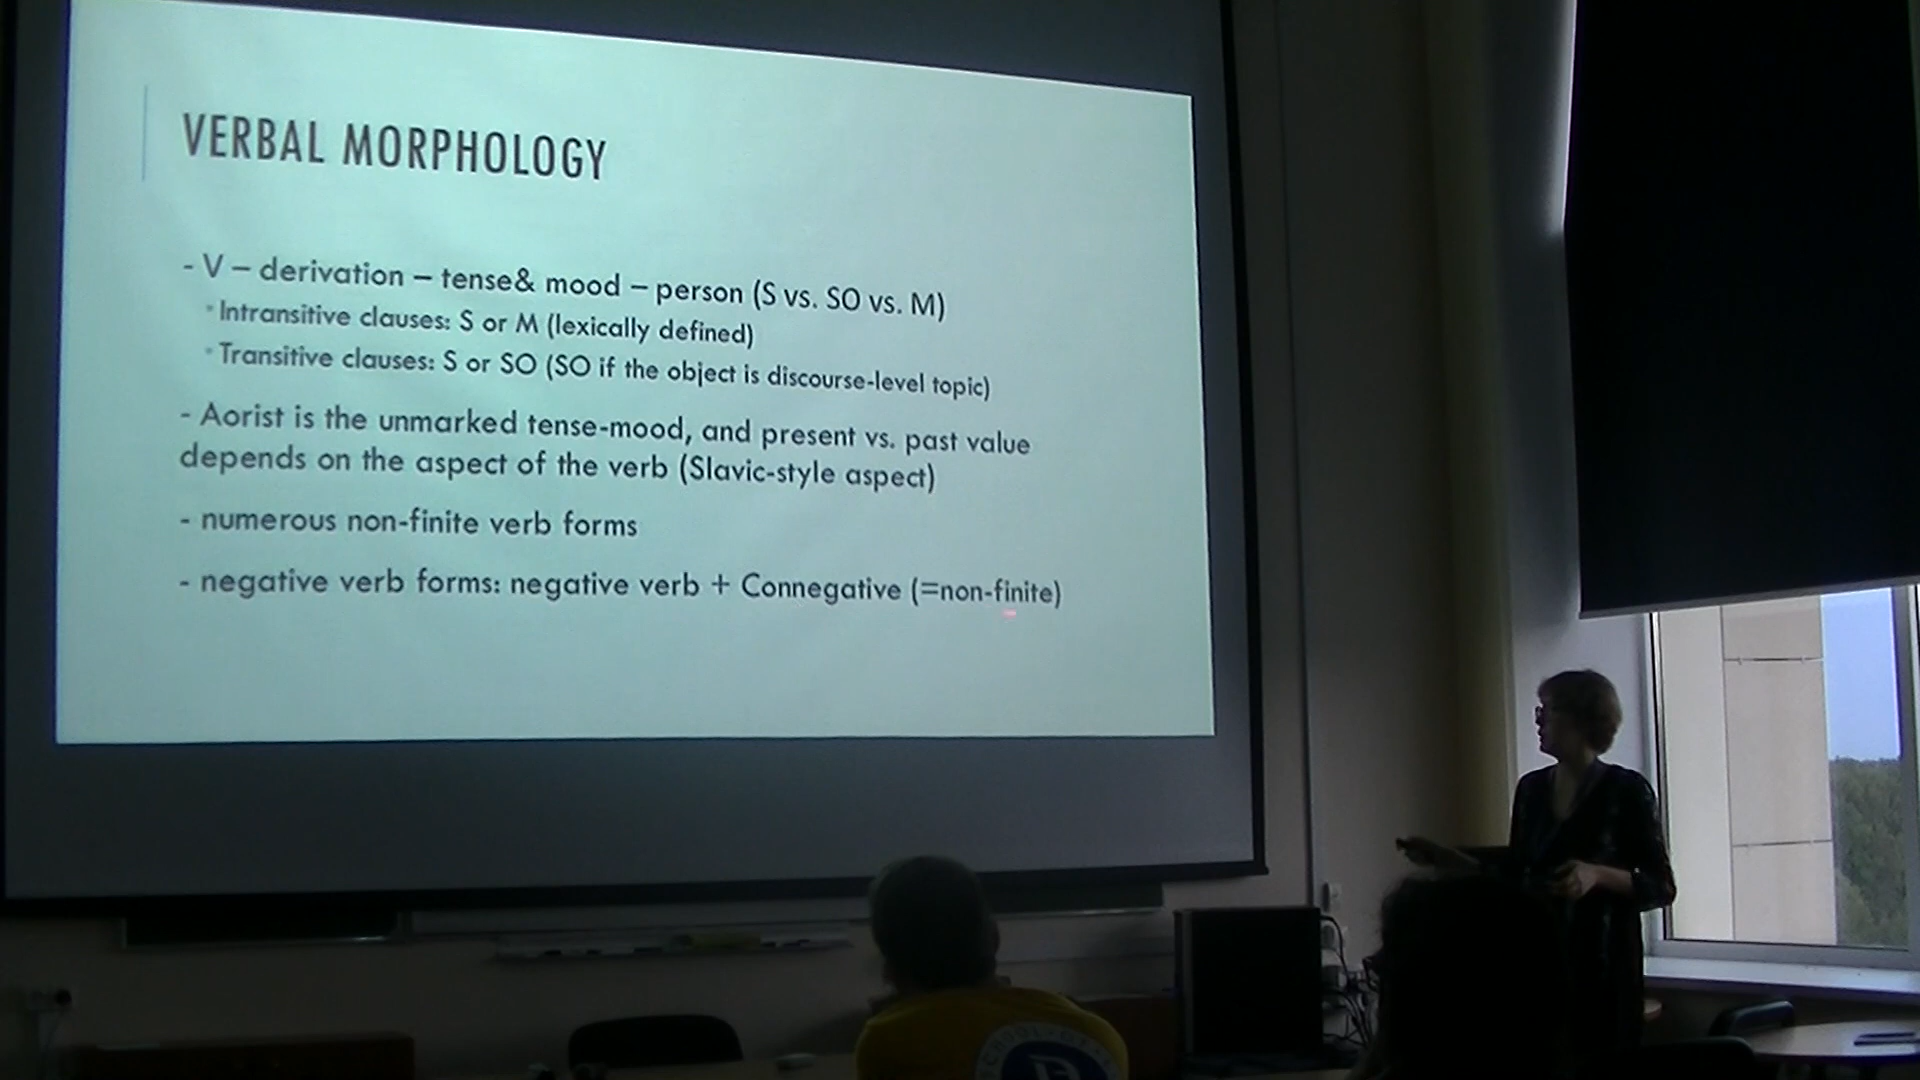 VERBAL MORPHOLOGY
- V – derivation – tense& mood – person (S vs. SO vs. M)
Intransitive clauses: S or M (lexically defined)
Transitive clauses: S or SO (SO if the object is discourse-level topic)
- Aorist is the unmarked tense-mood, and present vs. past value
depends on the aspect of the verb (Slavic-style aspect)
- numerous non-finite verb forms
- negative verb forms: negative verb + Connegative (=non-finite)